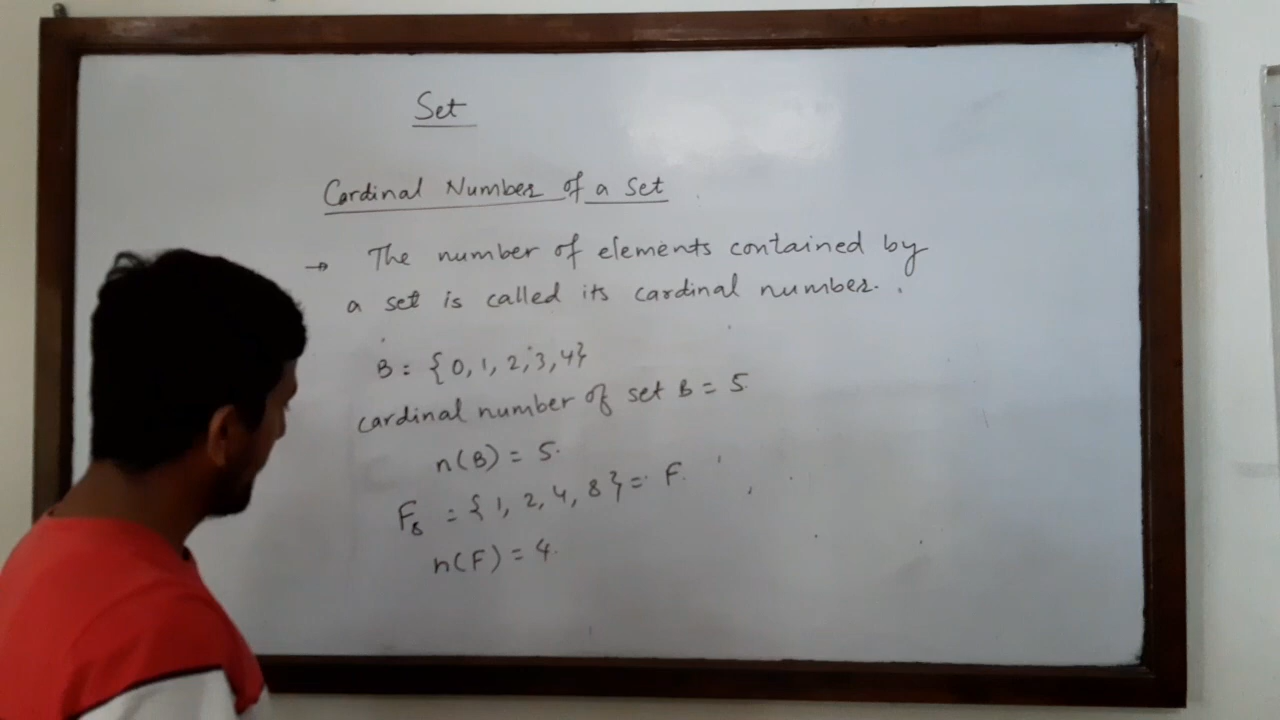 Set
Cardinal Number of a Set
→ The number of elements contained by
a set is called its cardinal number.
B = {0, 1, 2, 3, 4}
cardinal number of set B = 5
n(B) = 5.
F₈ = {1, 2, 4, 8} = F.
n(F) = 4.